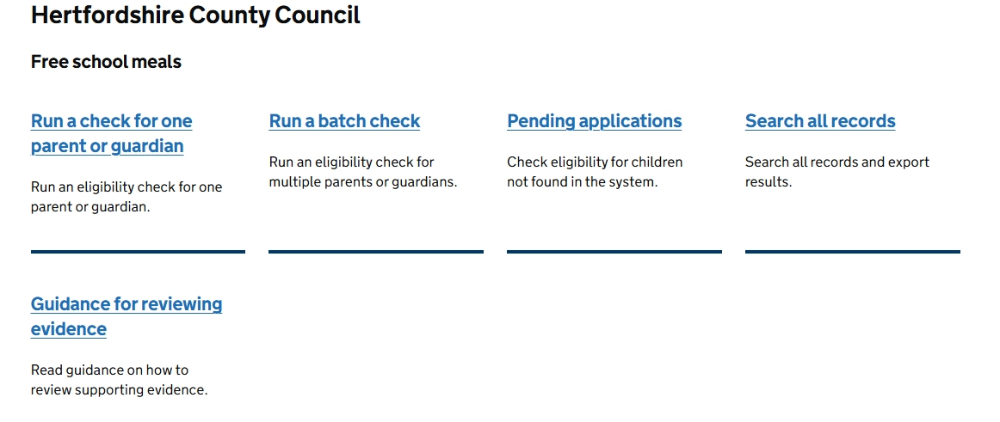 Hertfordshire County Council
Free school meals
Run a check for one
parent or guardian
Run an eligibility check for one
parent or guardian.
Run a batch check
Run an eligibility check for
multiple parents or guardians.
Pending applications
Check eligibility for children
not found in the system.
Search all records
Search all records and export
results.
Guidance for reviewing
evidence
Read guidance on how to
review supporting evidence.